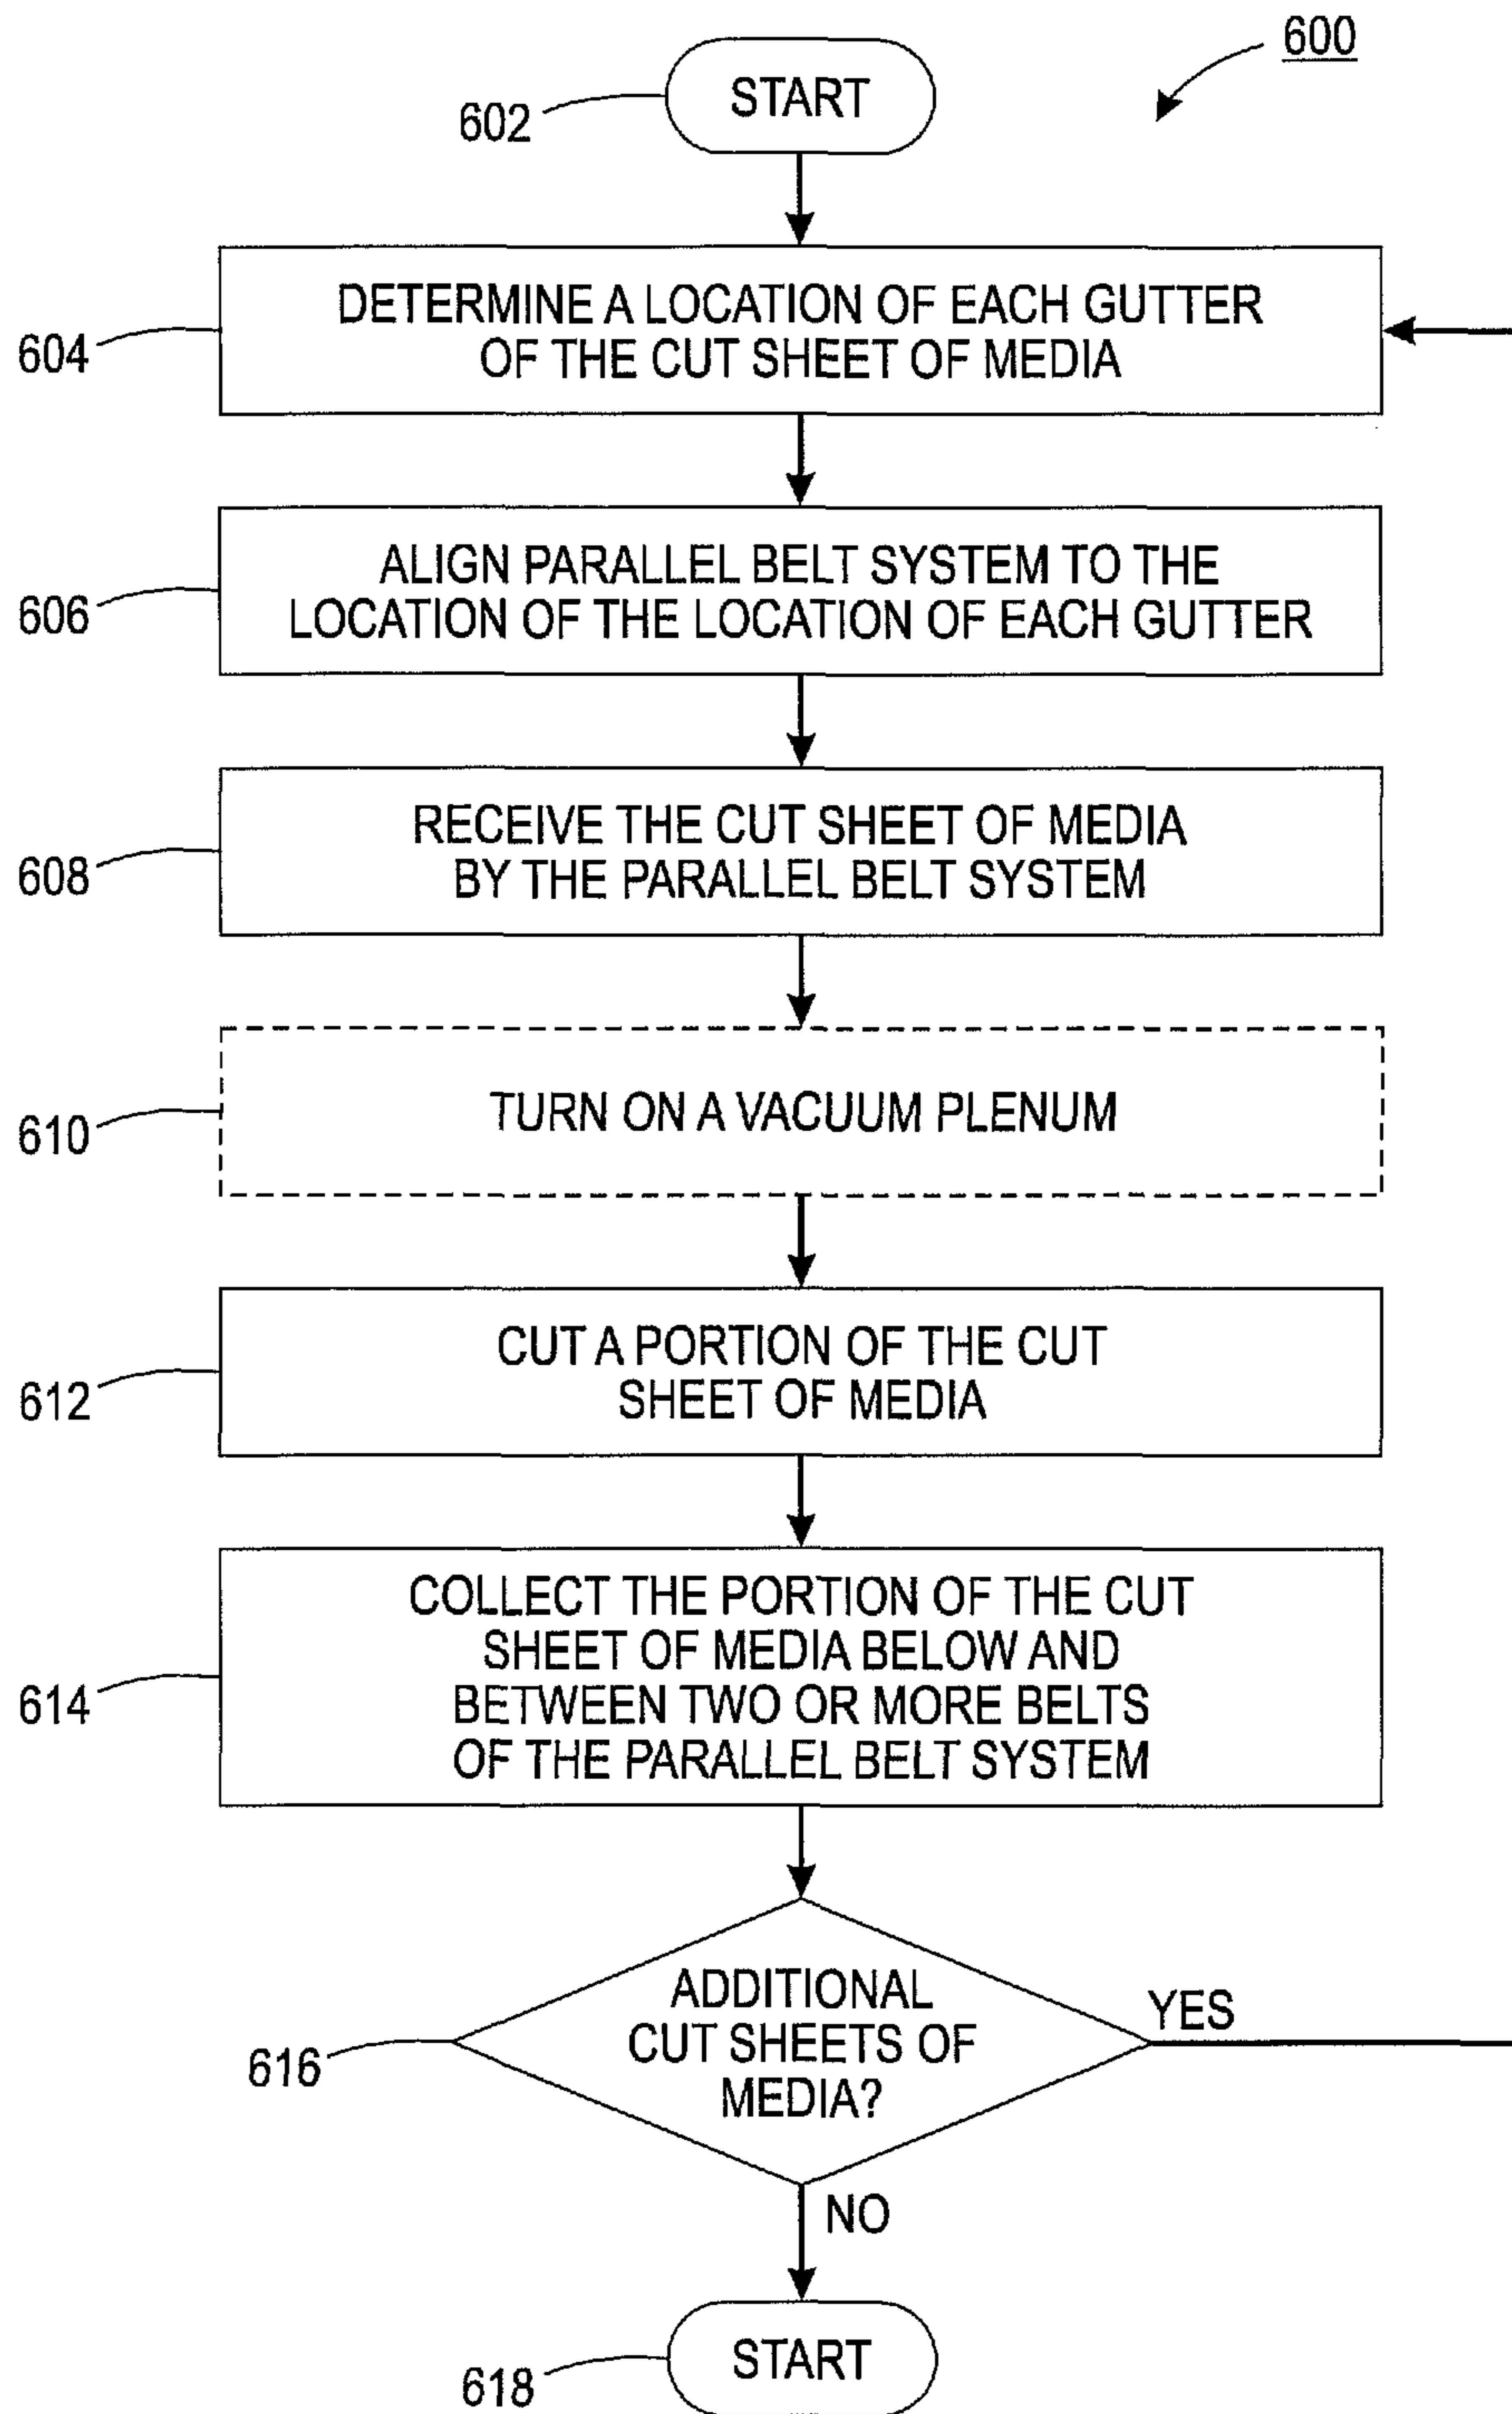 600
602
START
604
DETERMINE A LOCATION OF EACH GUTTER
OF THE CUT SHEET OF MEDIA
606
ALIGN PARALLEL BELT SYSTEM TO THE
LOCATION OF THE LOCATION OF EACH GUTTER
608
RECEIVE THE CUT SHEET OF MEDIA
BY THE PARALLEL BELT SYSTEM
610
TURN ON A VACUUM PLENUM
612
CUT A PORTION OF THE CUT
SHEET OF MEDIA
614
COLLECT THE PORTION OF THE CUT
SHEET OF MEDIA BELOW AND
BETWEEN TWO OR MORE BELTS
OF THE PARALLEL BELT SYSTEM
616
ADDITIONAL
CUT SHEETS OF
MEDIA?
YES
NO
618
START